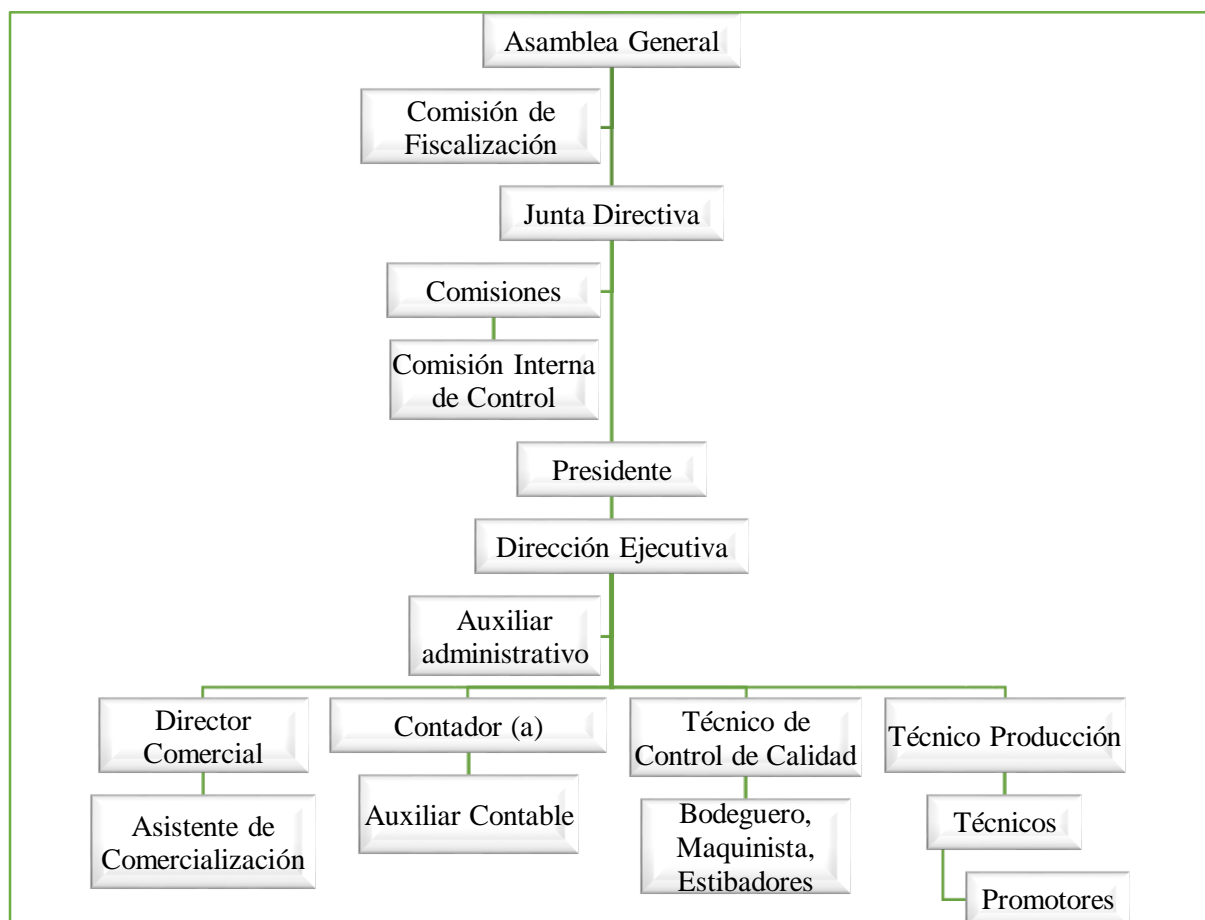 Asamblea General
Comisión de
Fiscalización
Junta Directiva
Comisiones
Comisión Interna
de Control
Presidente
Dirección Ejecutiva
Auxiliar
administrativo
Director
Comercial
Asistente de
Comercialización
Contador (a)
Auxiliar Contable
Técnico de
Control de Calidad
Bodeguero,
Maquinista,
Estibadores
Técnico Producción
Técnicos
Promotores